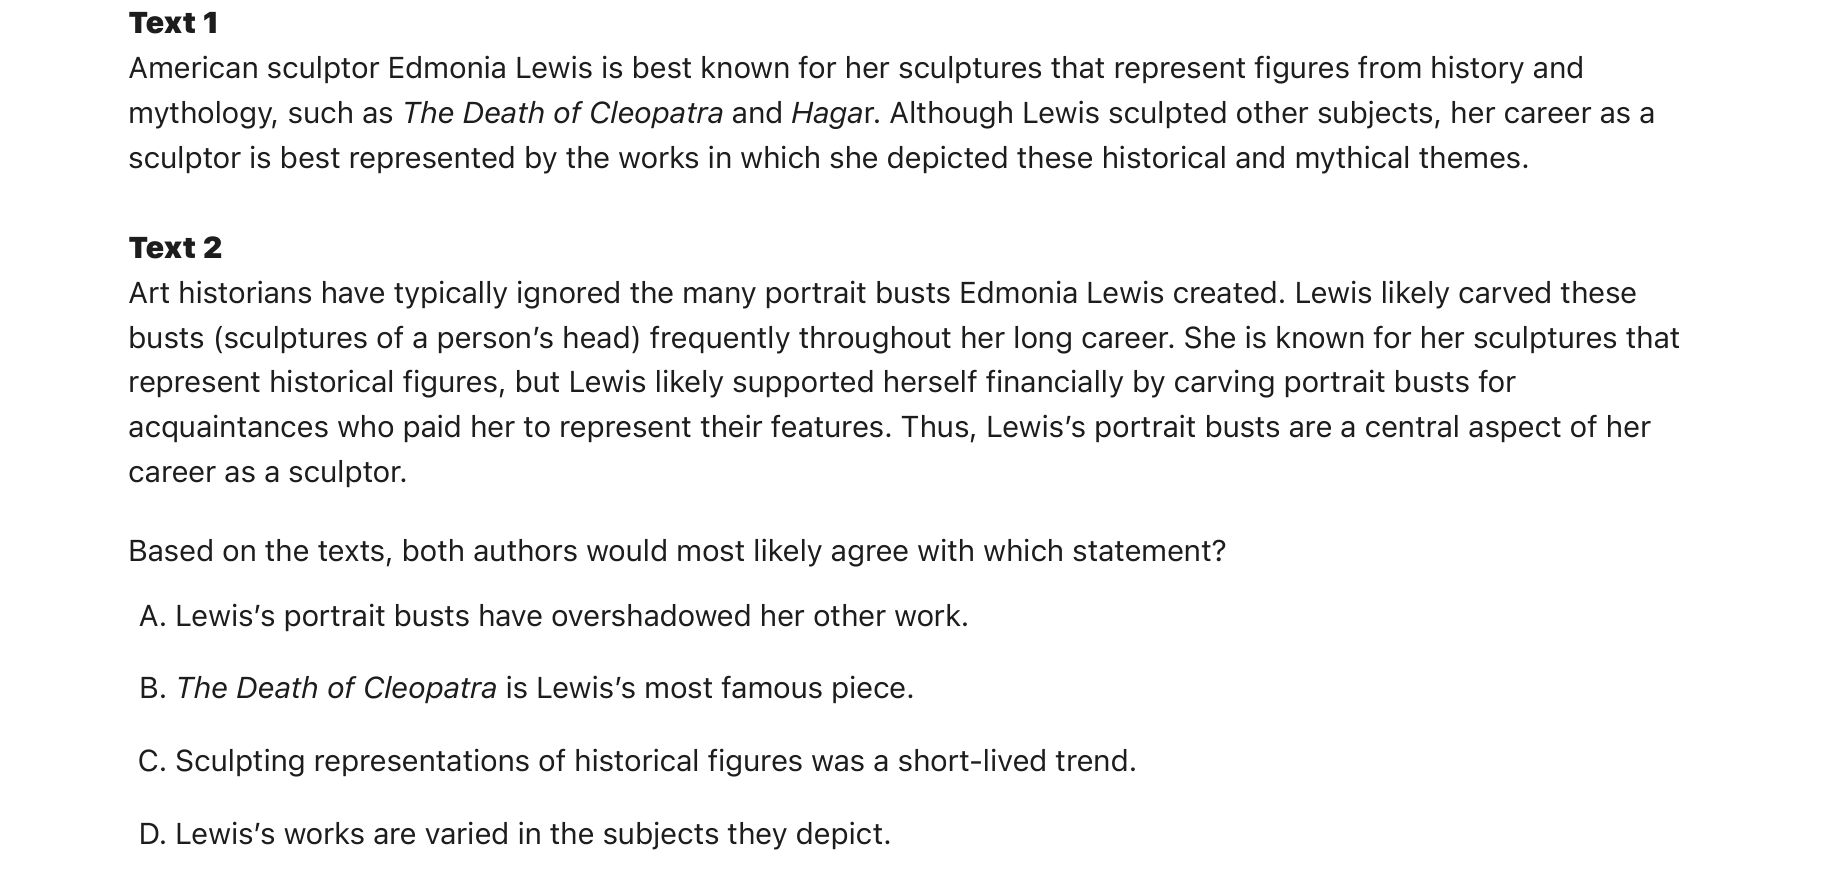 Text 1
American sculptor Edmonia Lewis is best known for her sculptures that represent figures from history and
mythology, such as The Death of Cleopatra and Hagar. Although Lewis sculpted other subjects, her career as a
sculptor is best represented by the works in which she depicted these historical and mythical themes.
Text 2
Art historians have typically ignored the many portrait busts Edmonia Lewis created. Lewis likely carved these
busts (sculptures of a person’s head) frequently throughout her long career. She is known for her sculptures that
represent historical figures, but Lewis likely supported herself financially by carving portrait busts for
acquaintances who paid her to represent their features. Thus, Lewis’s portrait busts are a central aspect of her
career as a sculptor.
Based on the texts, both authors would most likely agree with which statement?
A. Lewis’s portrait busts have overshadowed her other work.
B. The Death of Cleopatra is Lewis’s most famous piece.
C. Sculpting representations of historical figures was a short-lived trend.
D. Lewis’s works are varied in the subjects they depict.